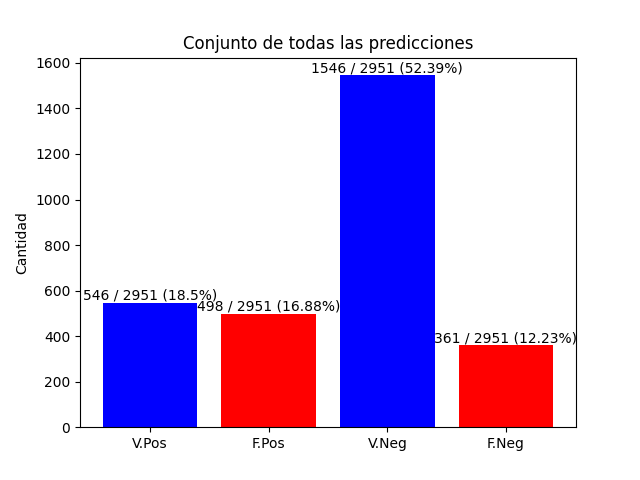 Conjunto de todas las predicciones
1600
1546 / 2951 (52.39%)
1400
1200
1000
800
600
400
200
0
Cantidad
546 / 2951 (18.5%)
498 / 2951 (16.88%)
361 / 2951 (12.23%)
V.Pos
F.Pos
V.Neg
F.Neg